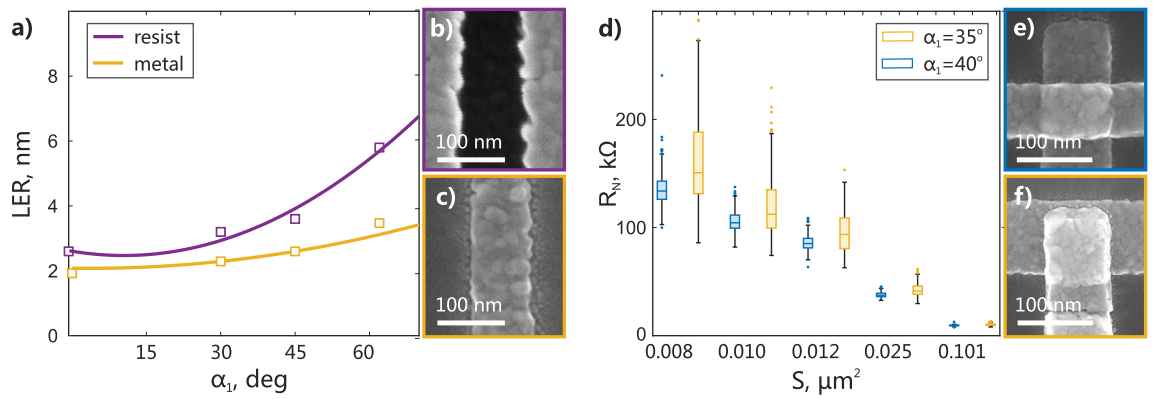 a)
resist
metal
LER, nm
8
6
4
2
0
15
30
45
60
α₁, deg
b)
100 nm
c)
100 nm
d)
α₁=35°
α₁=40°
R_N, kΩ
200
100
0
0.008
0.010
0.012
0.025
0.101
S, μm²
e)
100 nm
f)
100 nm